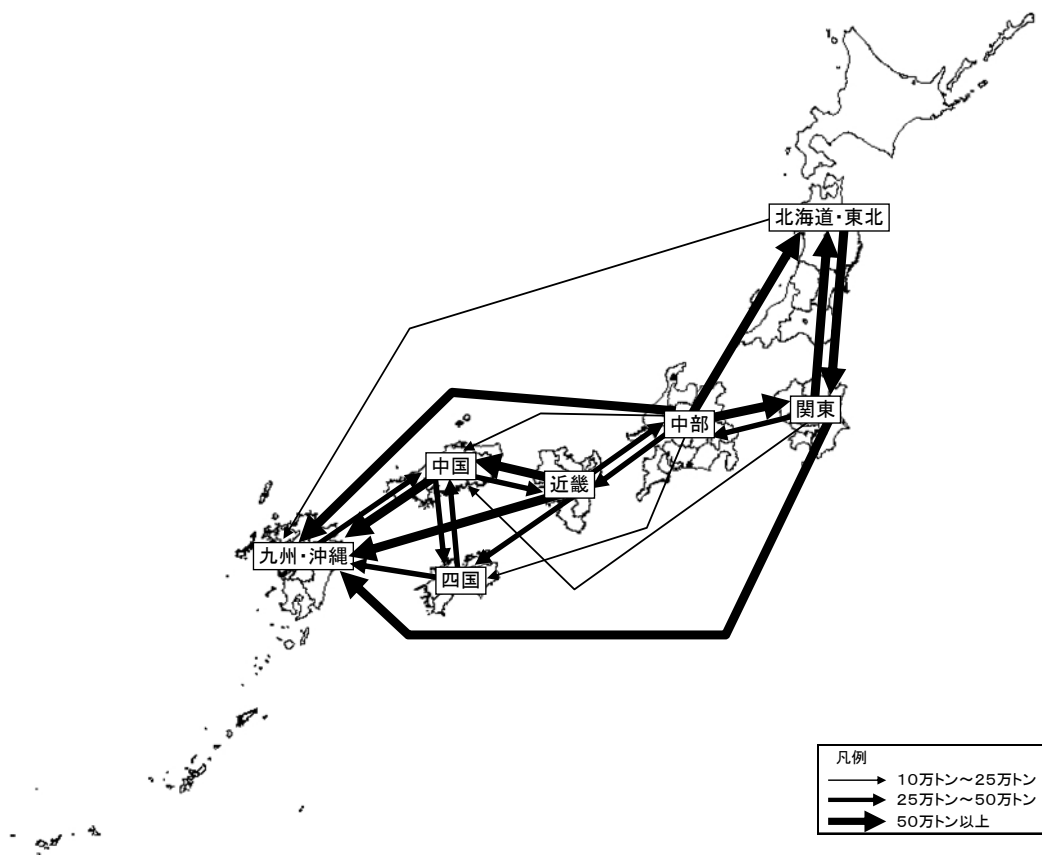 北海道・東北
関東
中部
中国
近畿
九州・沖縄
四国
凡例
10万トン～25万トン
25万トン～50万トン
50万トン以上